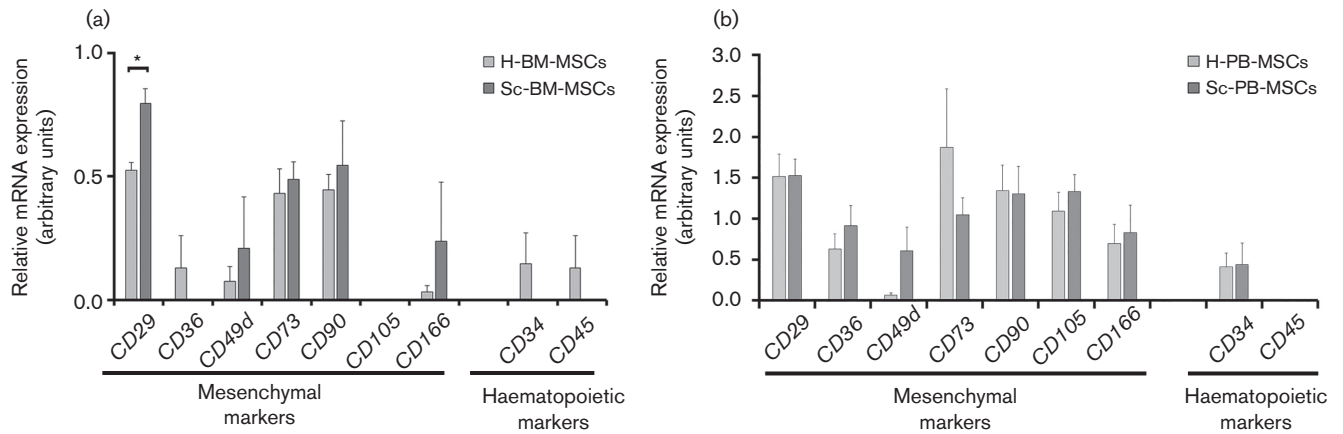 (a)
Relative mRNA expression
(arbitrary units)
1.0
0.5
0.0
*
H-BM-MSCs
Sc-BM-MSCs
CD29
CD36
CD49d
CD73
CD90
CD105
CD166
CD34
CD45
Mesenchymal
markers
Haematopoietic
markers
(b)
Relative mRNA expression
(arbitrary units)
3.0
2.5
2.0
1.5
1.0
0.5
0.0
H-PB-MSCs
Sc-PB-MSCs
CD29
CD36
CD49d
CD73
CD90
CD105
CD166
CD34
CD45
Mesenchymal
markers
Haematopoietic
markers